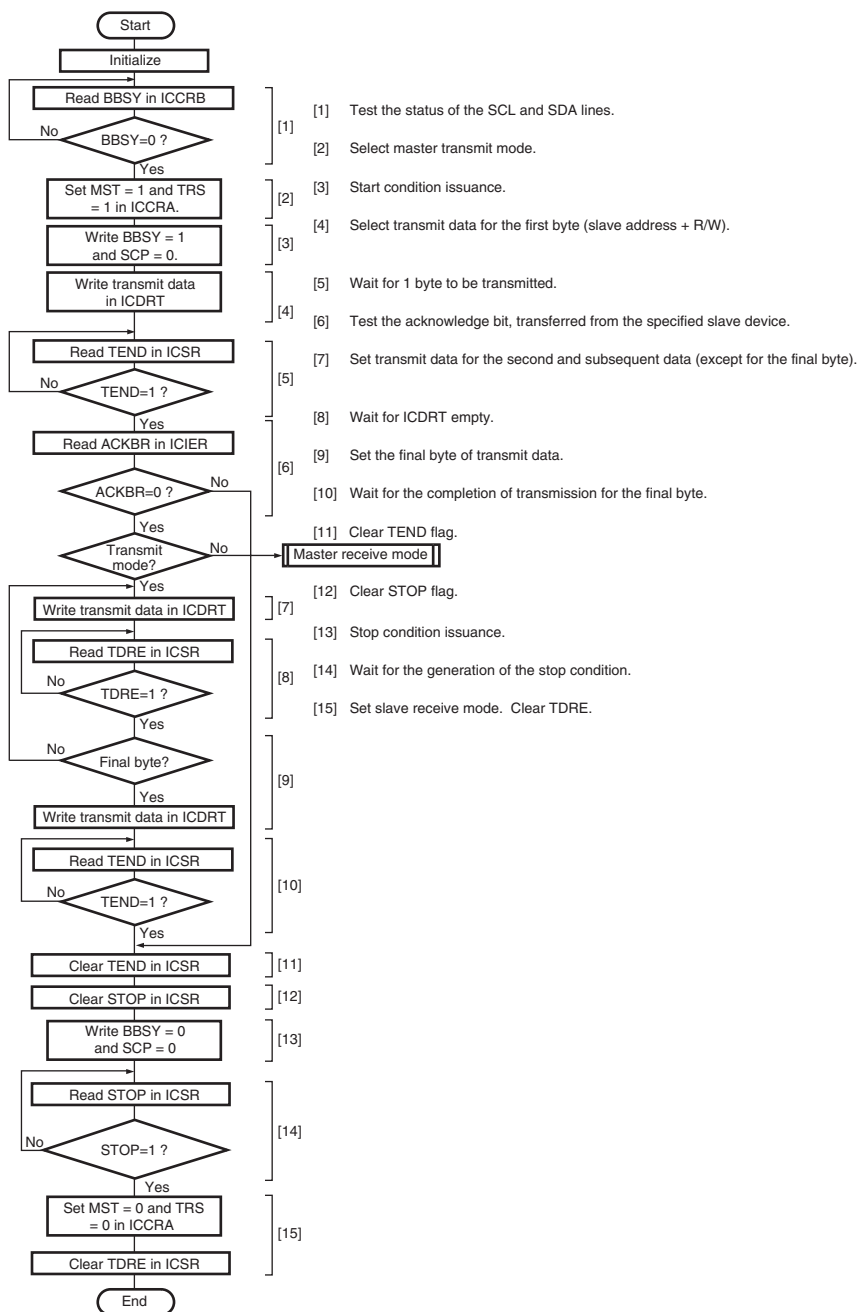 Start
Initialize
Read BBSY in ICCRB
No
BBSY=0 ?
[1]
Yes
Set MST = 1 and TRS
= 1 in ICCRA.
[2]
Write BBSY = 1
and SCP = 0.
[3]
Write transmit data
in ICDRT
[4]
Read TEND in ICSR
No
TEND=1 ?
[5]
Yes
Read ACKBR in ICIER
[6]
No
ACKBR=0 ?
Yes
Transmit
mode?
No
Master receive mode
Yes
Write transmit data in ICDRT
[7]
Read TDRE in ICSR
[8]
No
TDRE=1 ?
Yes
No
Final byte?
[9]
Yes
Write transmit data in ICDRT
Read TEND in ICSR
[10]
No
TEND=1 ?
Yes
Clear TEND in ICSR
[11]
Clear STOP in ICSR
[12]
Write BBSY = 0
and SCP = 0
[13]
Read STOP in ICSR
[14]
No
STOP=1 ?
Yes
Set MST = 0 and TRS
= 0 in ICCRA
[15]
Clear TDRE in ICSR
End
[1] Test the status of the SCL and SDA lines.
[2] Select master transmit mode.
[3] Start condition issuance.
[4] Select transmit data for the first byte (slave address + R/W).
[5] Wait for 1 byte to be transmitted.
[6] Test the acknowledge bit, transferred from the specified slave device.
[7] Set transmit data for the second and subsequent data (except for the final byte).
[8] Wait for ICDRT empty.
[9] Set the final byte of transmit data.
[10] Wait for the completion of transmission for the final byte.
[11] Clear TEND flag.
[12] Clear STOP flag.
[13] Stop condition issuance.
[14] Wait for the generation of the stop condition.
[15] Set slave receive mode. Clear TDRE.